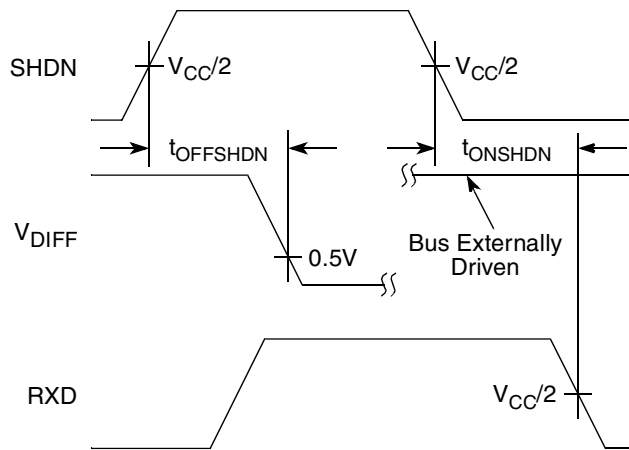 SHDN
V_CC/2
V_CC/2
t_OFFSHDN
t_ONSHDN
V_DIFF
0.5V
Bus Externally
Driven
RXD
V_CC/2